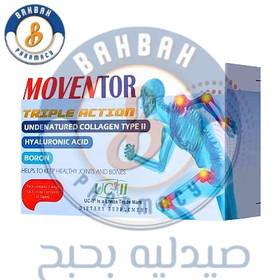 BAHBAH
PHARMACY
MOVENTOR
TRIPLE ACTION
UNDENATURED COLLAGEN TYPE II
HYALURONIC ACID
BORON
HELPS TO KEEP HEALTHY JOINTS AND BONES
UC-II
DIETARY SUPPLEMENT
BAHBAH
PHARMACY
صيدليه بحبح